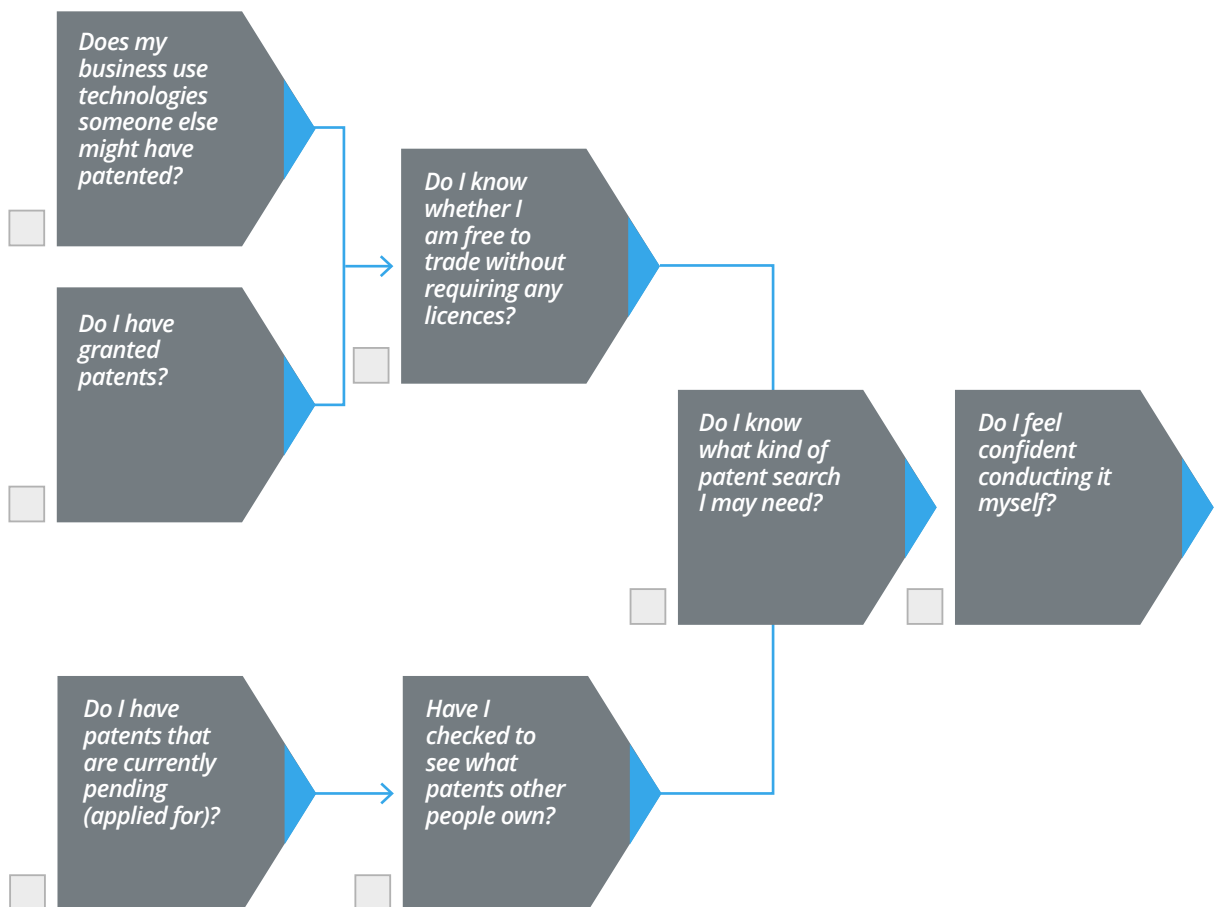 Does my
business use
technologies
someone else
might have
patented?
Do I have
granted
patents?
Do I know
whether I
am free to
trade without
requiring any
licences?
Do I know
what kind of
patent search
I may need?
Do I feel
confident
conducting it
myself?
Do I have
patents that
are currently
pending
(applied for)?
Have I
checked to
see what
patents other
people own?